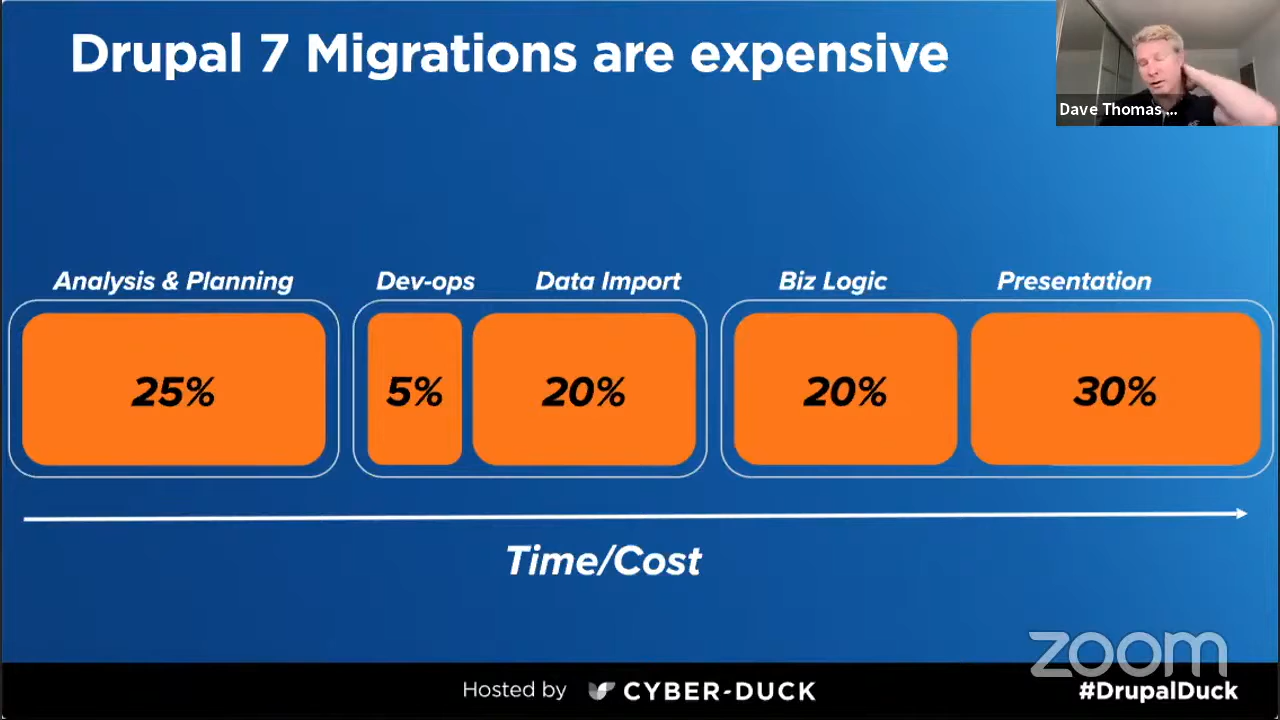 Drupal 7 Migrations are expensive
Dave Thomas ...
Analysis & Planning
Dev-ops
Data Import
Biz Logic
Presentation
25%
5%
20%
20%
30%
Time/Cost
zoom
Hosted by CYBER-DUCK
#DrupalDuck